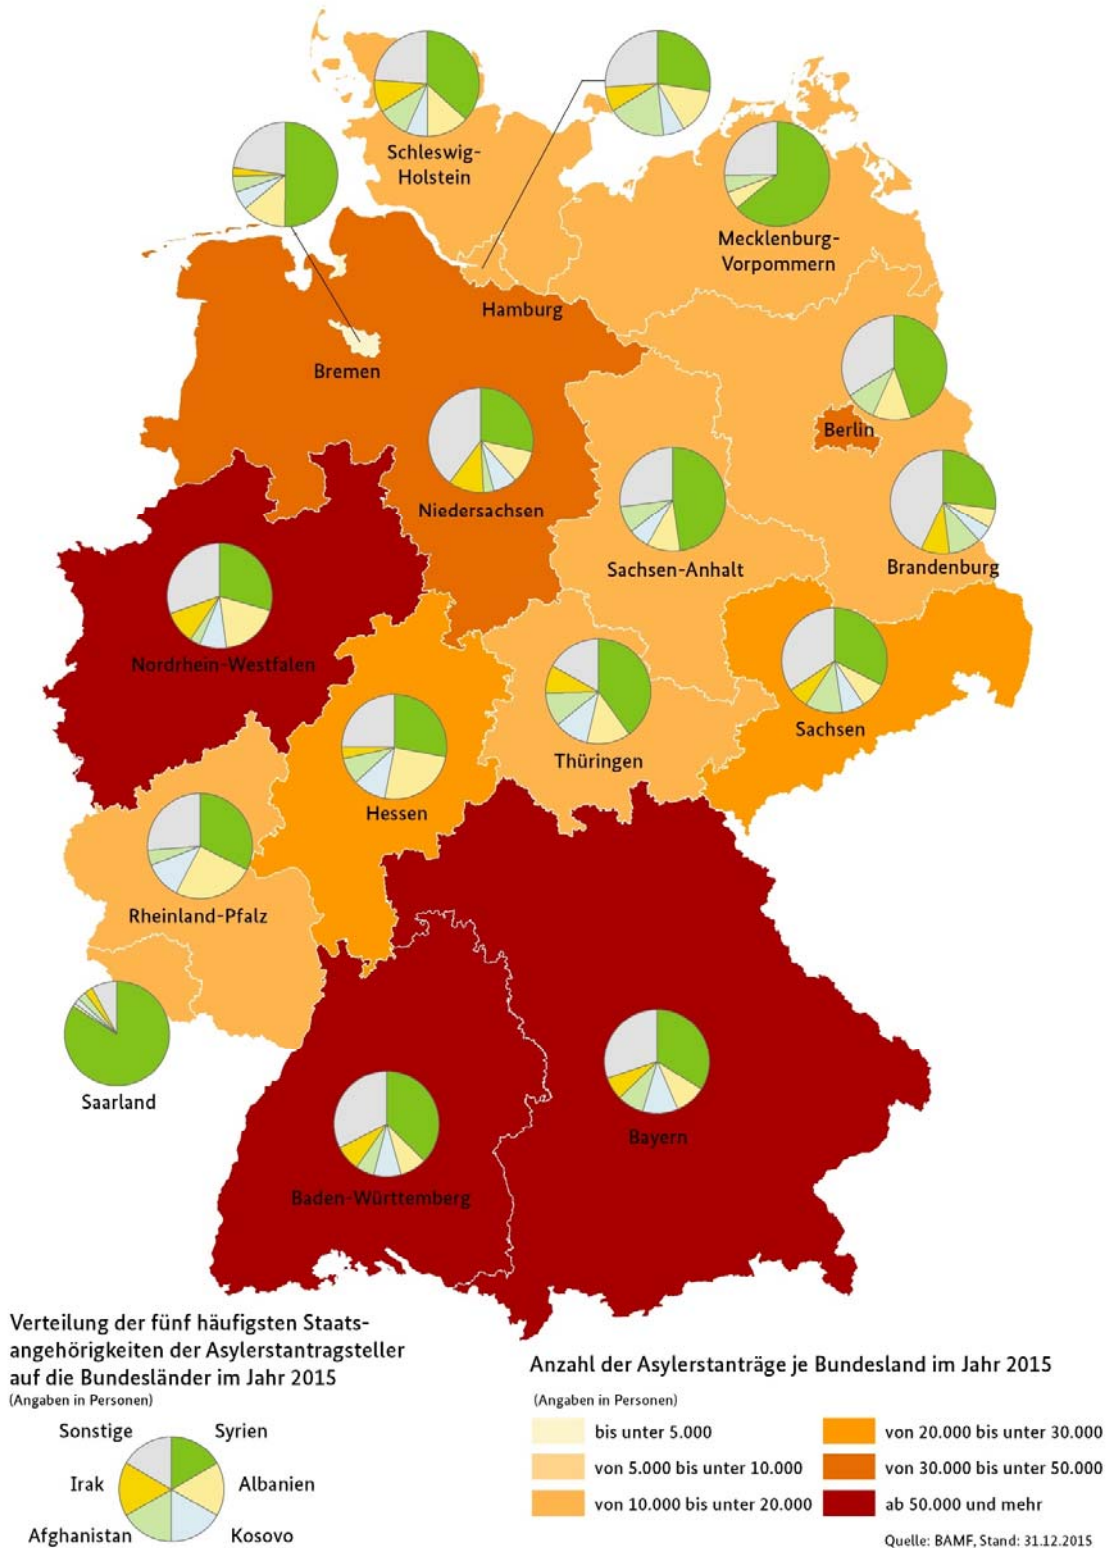 Schleswig-
Holstein
Mecklenburg-
Vorpommern
Hamburg
Bremen
Berlin
Niedersachsen
Sachsen-Anhalt
Brandenburg
Nordrhein-Westfalen
Sachsen
Thüringen
Hessen
Rheinland-Pfalz
Saarland
Bayern
Baden-Württemberg
Verteilung der fünf häufigsten Staats-
angehörigkeiten der Asylerstantragsteller
auf die Bundesländer im Jahr 2015
(Angaben in Personen)
Sonstige
Syrien
Irak
Albanien
Afghanistan
Kosovo
Anzahl der Asylerstanträge je Bundesland im Jahr 2015
(Angaben in Personen)
bis unter 5.000
von 5.000 bis unter 10.000
von 10.000 bis unter 20.000
von 20.000 bis unter 30.000
von 30.000 bis unter 50.000
ab 50.000 und mehr
Quelle: BAMF, Stand: 31.12.2015